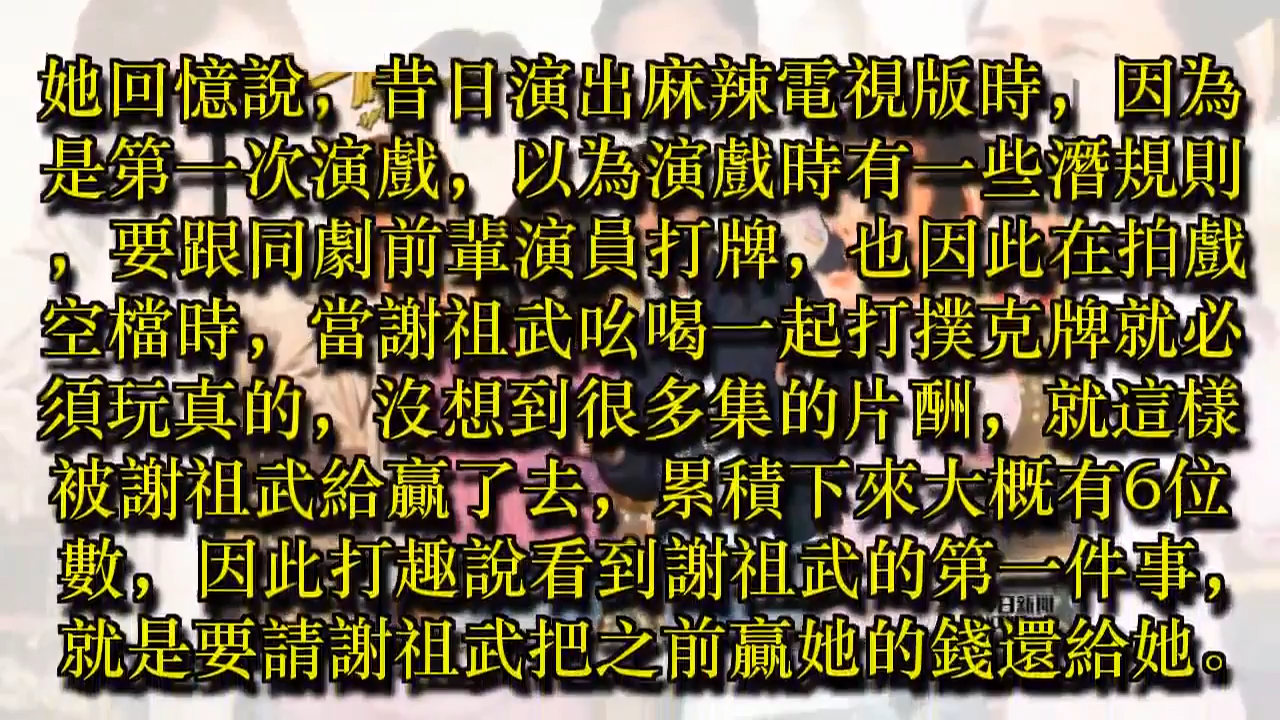 她回憶說，昔日演出麻辣電視版時，因為
是第一次演戲，以為演戲時有一些潛規則
，要跟同劇前輩演員打牌，也因此在拍戲
空檔時，當謝祖武吆喝一起打撲克牌就必
須玩真的，沒想到很多集的片酬，就這樣
被謝祖武給贏了去，累積下來大概有6位
數，因此打趣說看到謝祖武的第一件事，
就是要請謝祖武把之前贏她的錢還給她。
日新聞